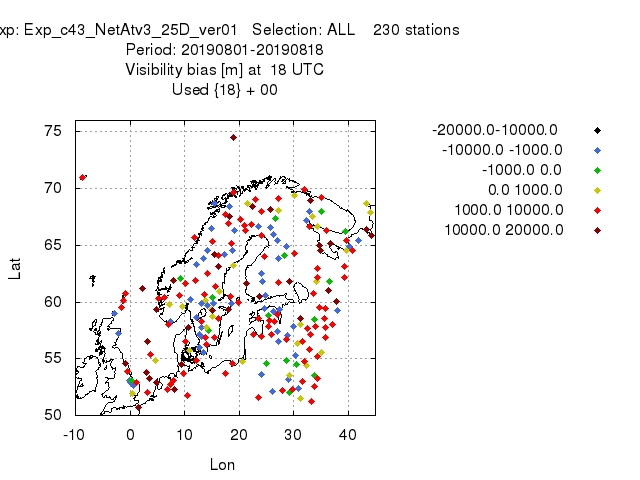 xp: Exp_c43_NetAtv3_25D_ver01 Selection: ALL 230 stations
Period: 20190801-20190818
Visibility bias [m] at 18 UTC
Used {18} + 00
-20000.0-10000.0
-10000.0 -1000.0
-1000.0 0.0
0.0 1000.0
1000.0 10000.0
10000.0 20000.0
75
70
65
60
55
50
Lat
-10 0 10 20 30 40
Lon